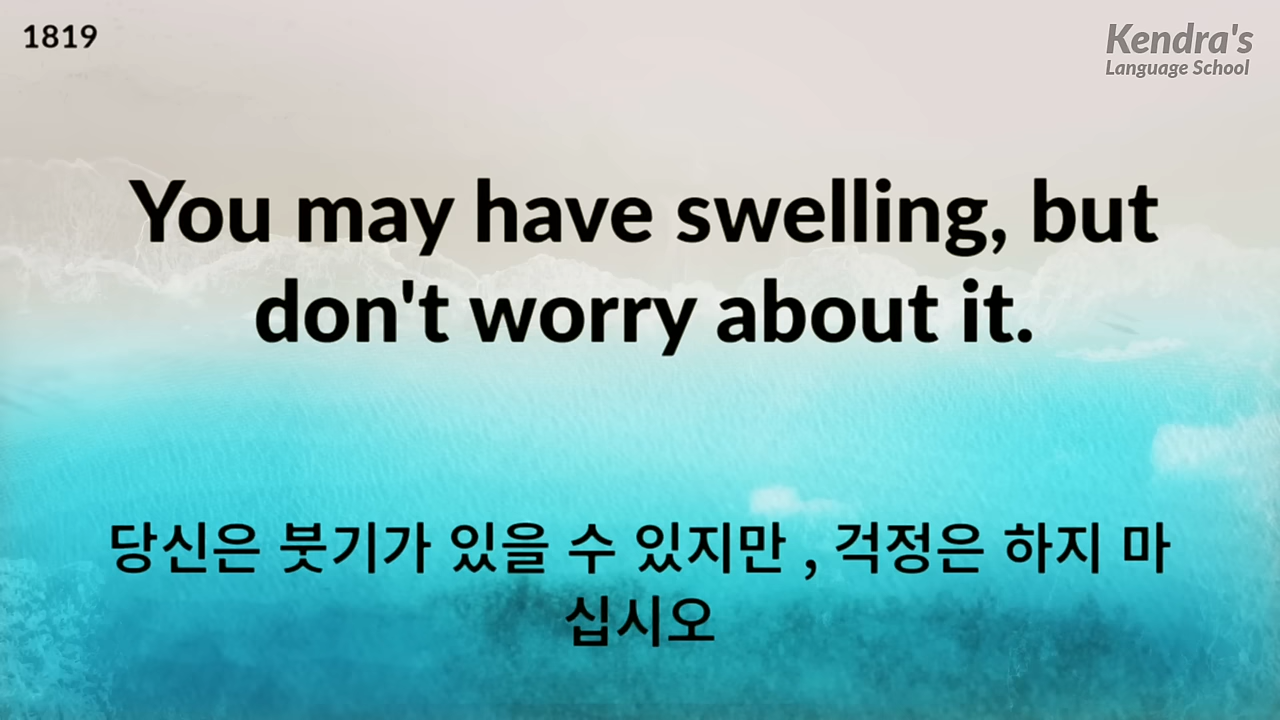 1819
Kendra's
Language School
You may have swelling, but
don't worry about it.
당신은 붓기가 있을 수 있지만 , 걱정은 하지 마
십시오